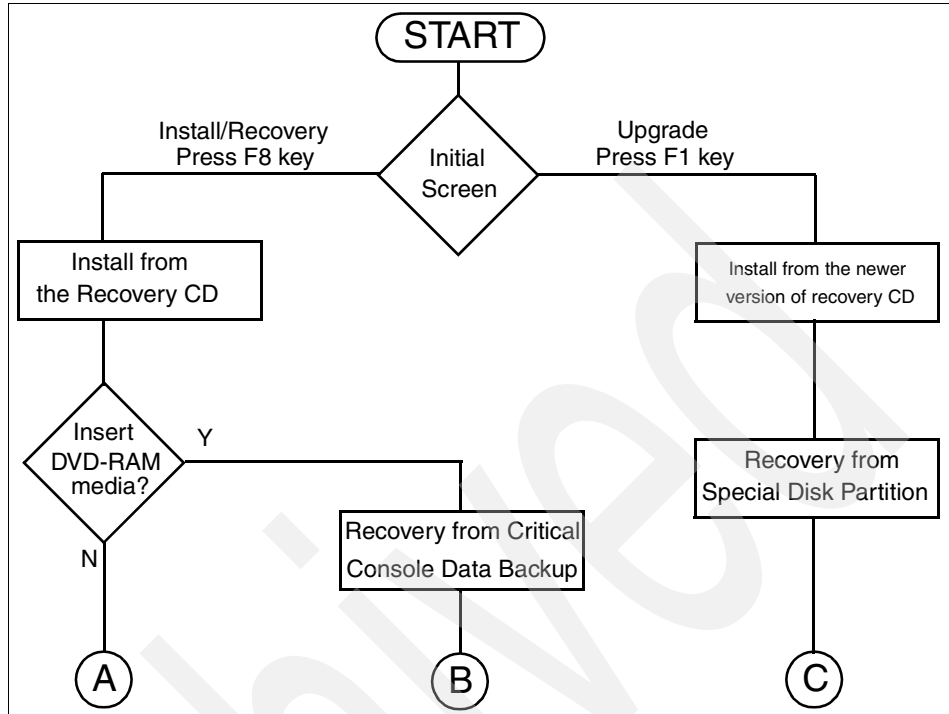 START
Install/Recovery
Press F8 key
Initial
Screen
Upgrade
Press F1 key
Install from
the Recovery CD
Install from the newer
version of recovery CD
Insert
DVD-RAM
media?
Y
N
Recovery from Critical
Console Data Backup
Recovery from
Special Disk Partition
A
B
C